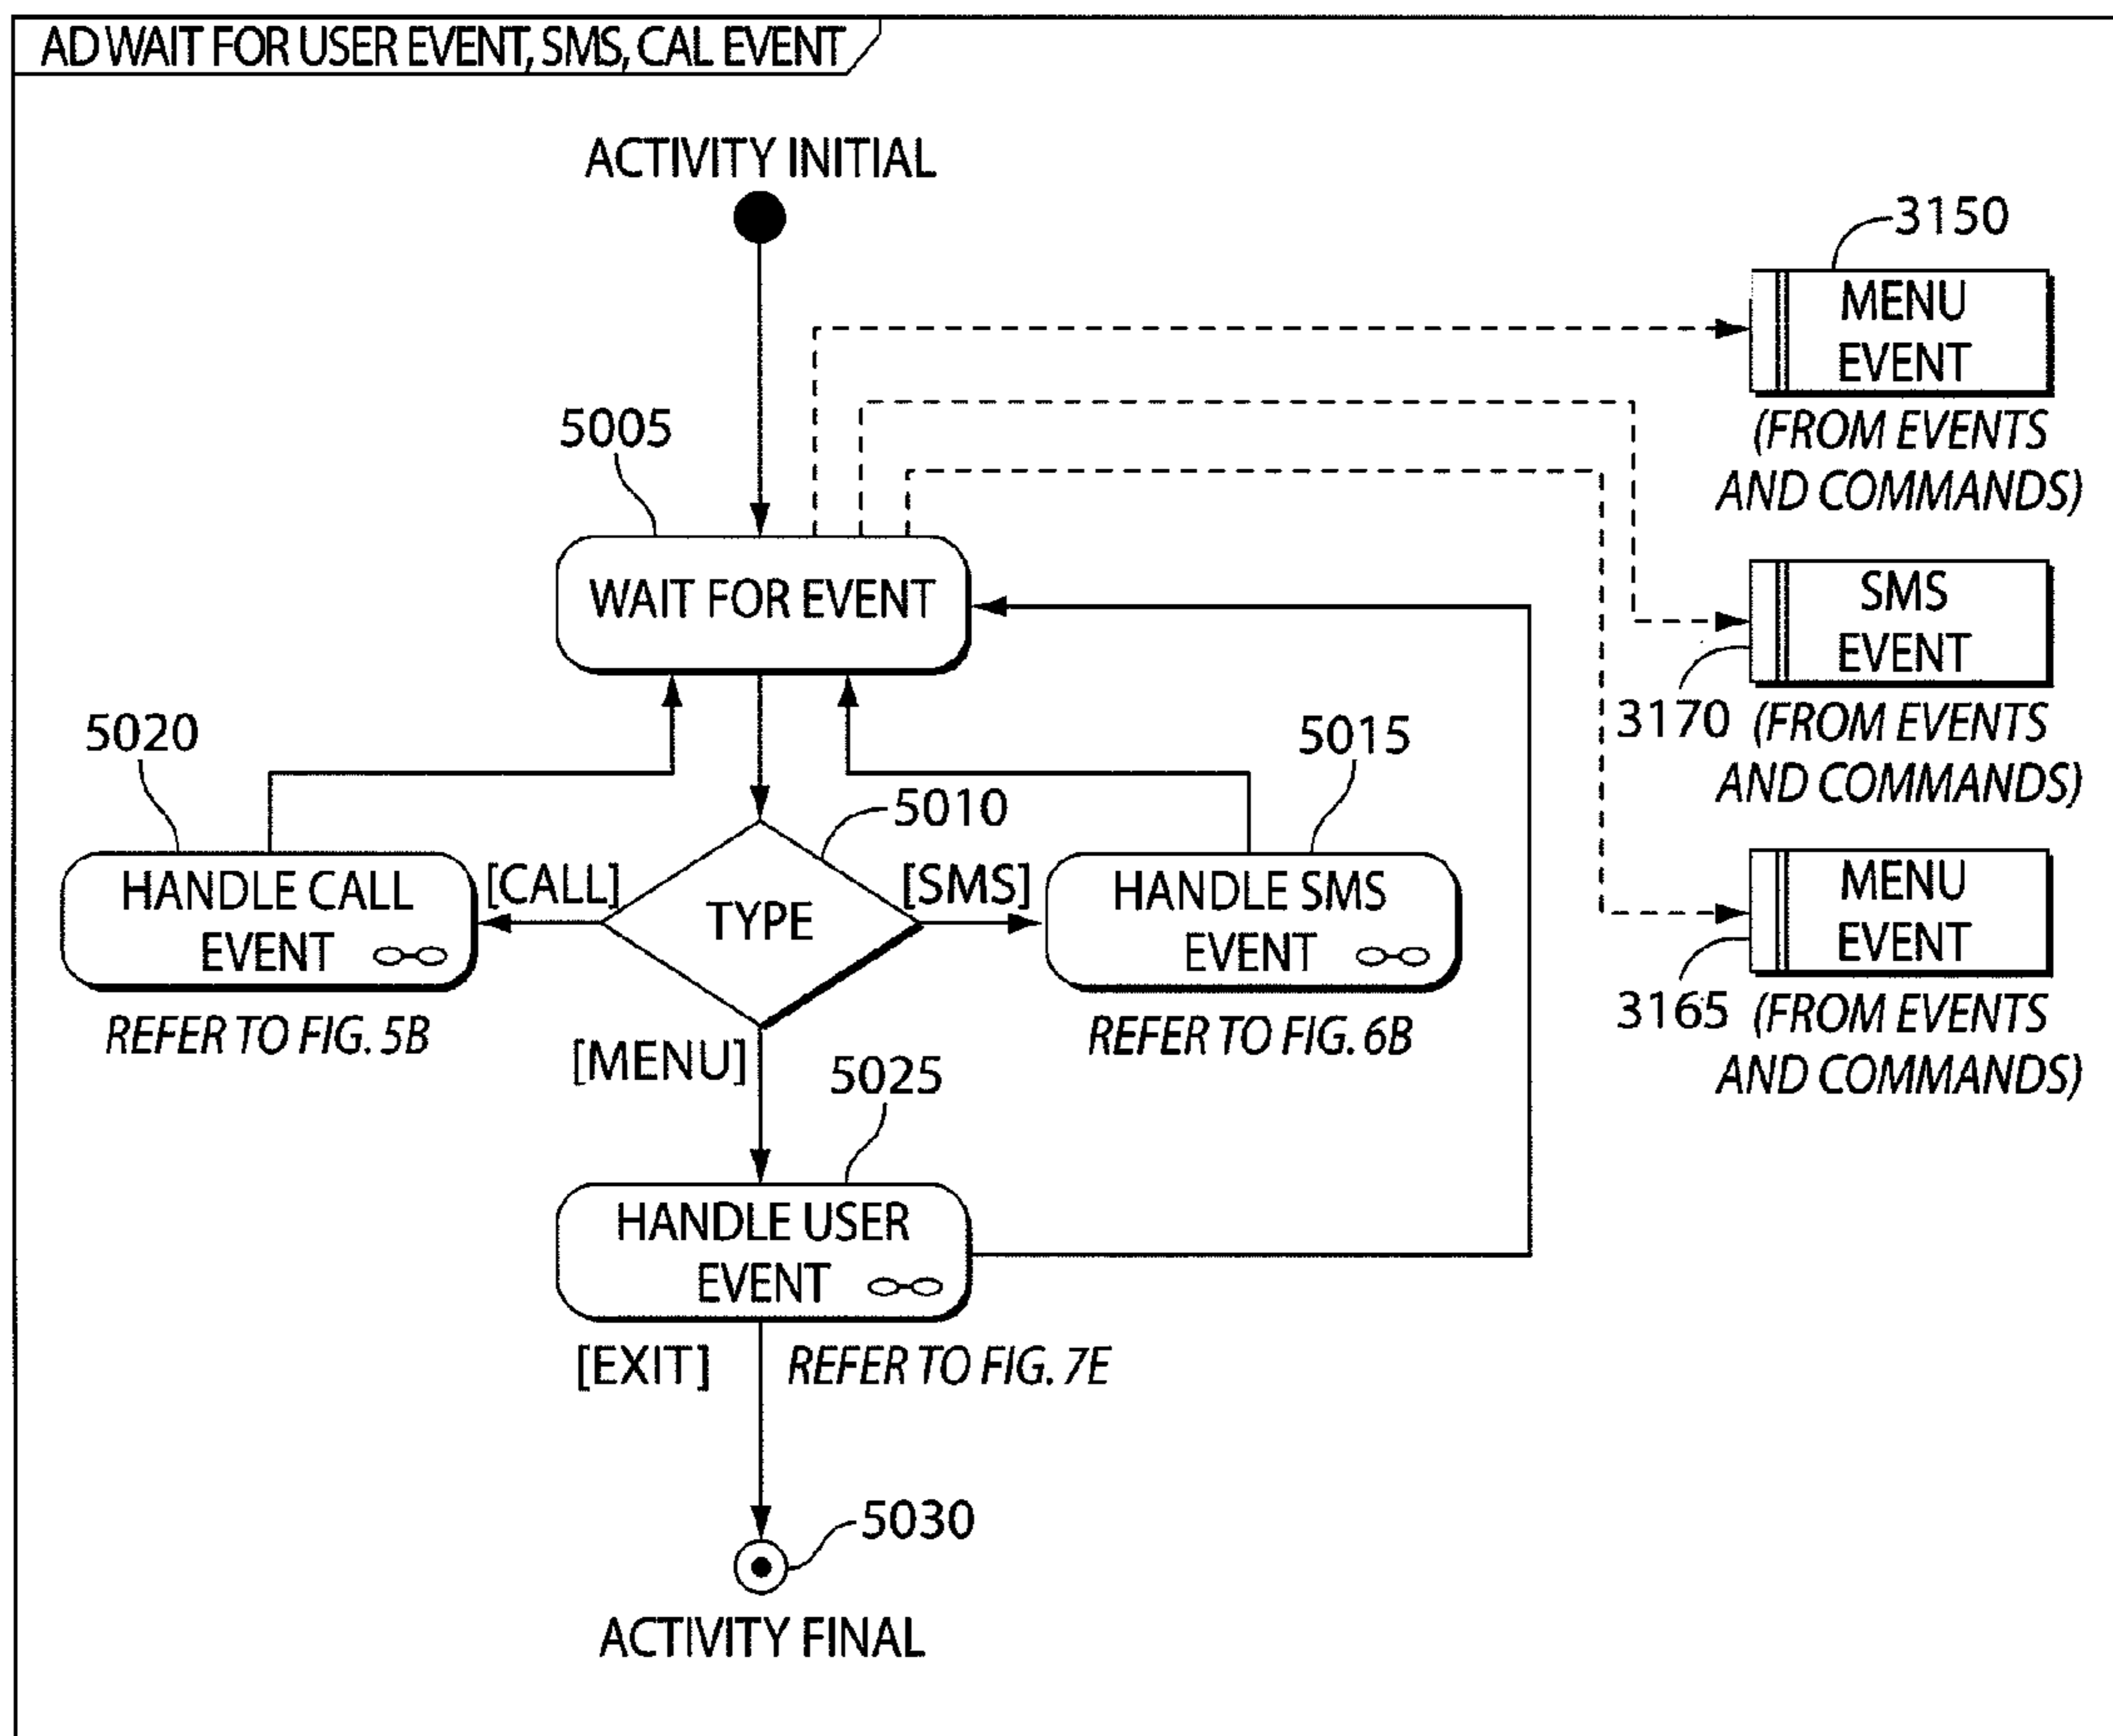 AD WAIT FOR USER EVENT, SMS, CAL EVENT
ACTIVITY INITIAL
3150
MENU
EVENT
(FROM EVENTS
AND COMMANDS)
5005
WAIT FOR EVENT
SMS
EVENT
3170 (FROM EVENTS
AND COMMANDS)
5020
5015
5010
HANDLE CALL
EVENT
[CALL]
TYPE
[SMS]
HANDLE SMS
EVENT
MENU
EVENT
3165 (FROM EVENTS
AND COMMANDS)
REFER TO FIG. 5B
REFER TO FIG. 6B
[MENU]
5025
HANDLE USER
EVENT
[EXIT]
REFER TO FIG. 7E
5030
ACTIVITY FINAL